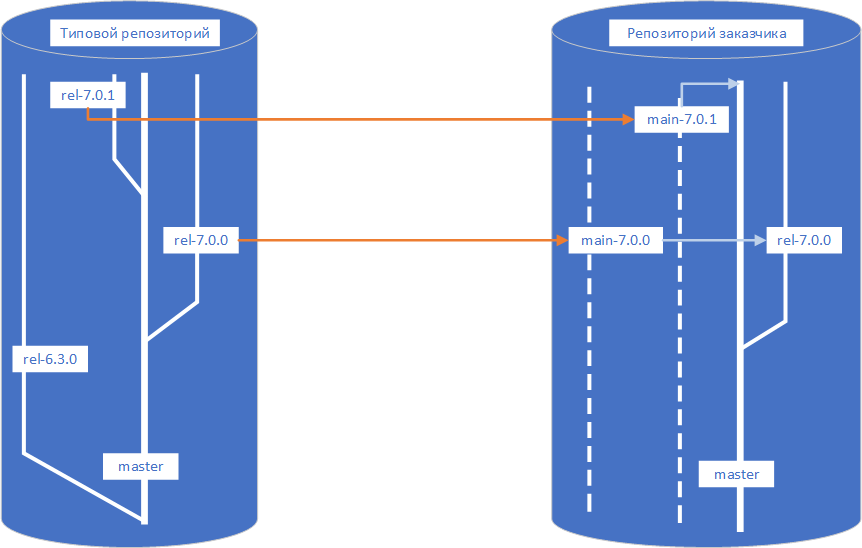 Типовой репозиторий
Репозиторий заказчика
rel-7.0.1
main-7.0.1
rel-7.0.0
main-7.0.0
rel-7.0.0
rel-6.3.0
master
master